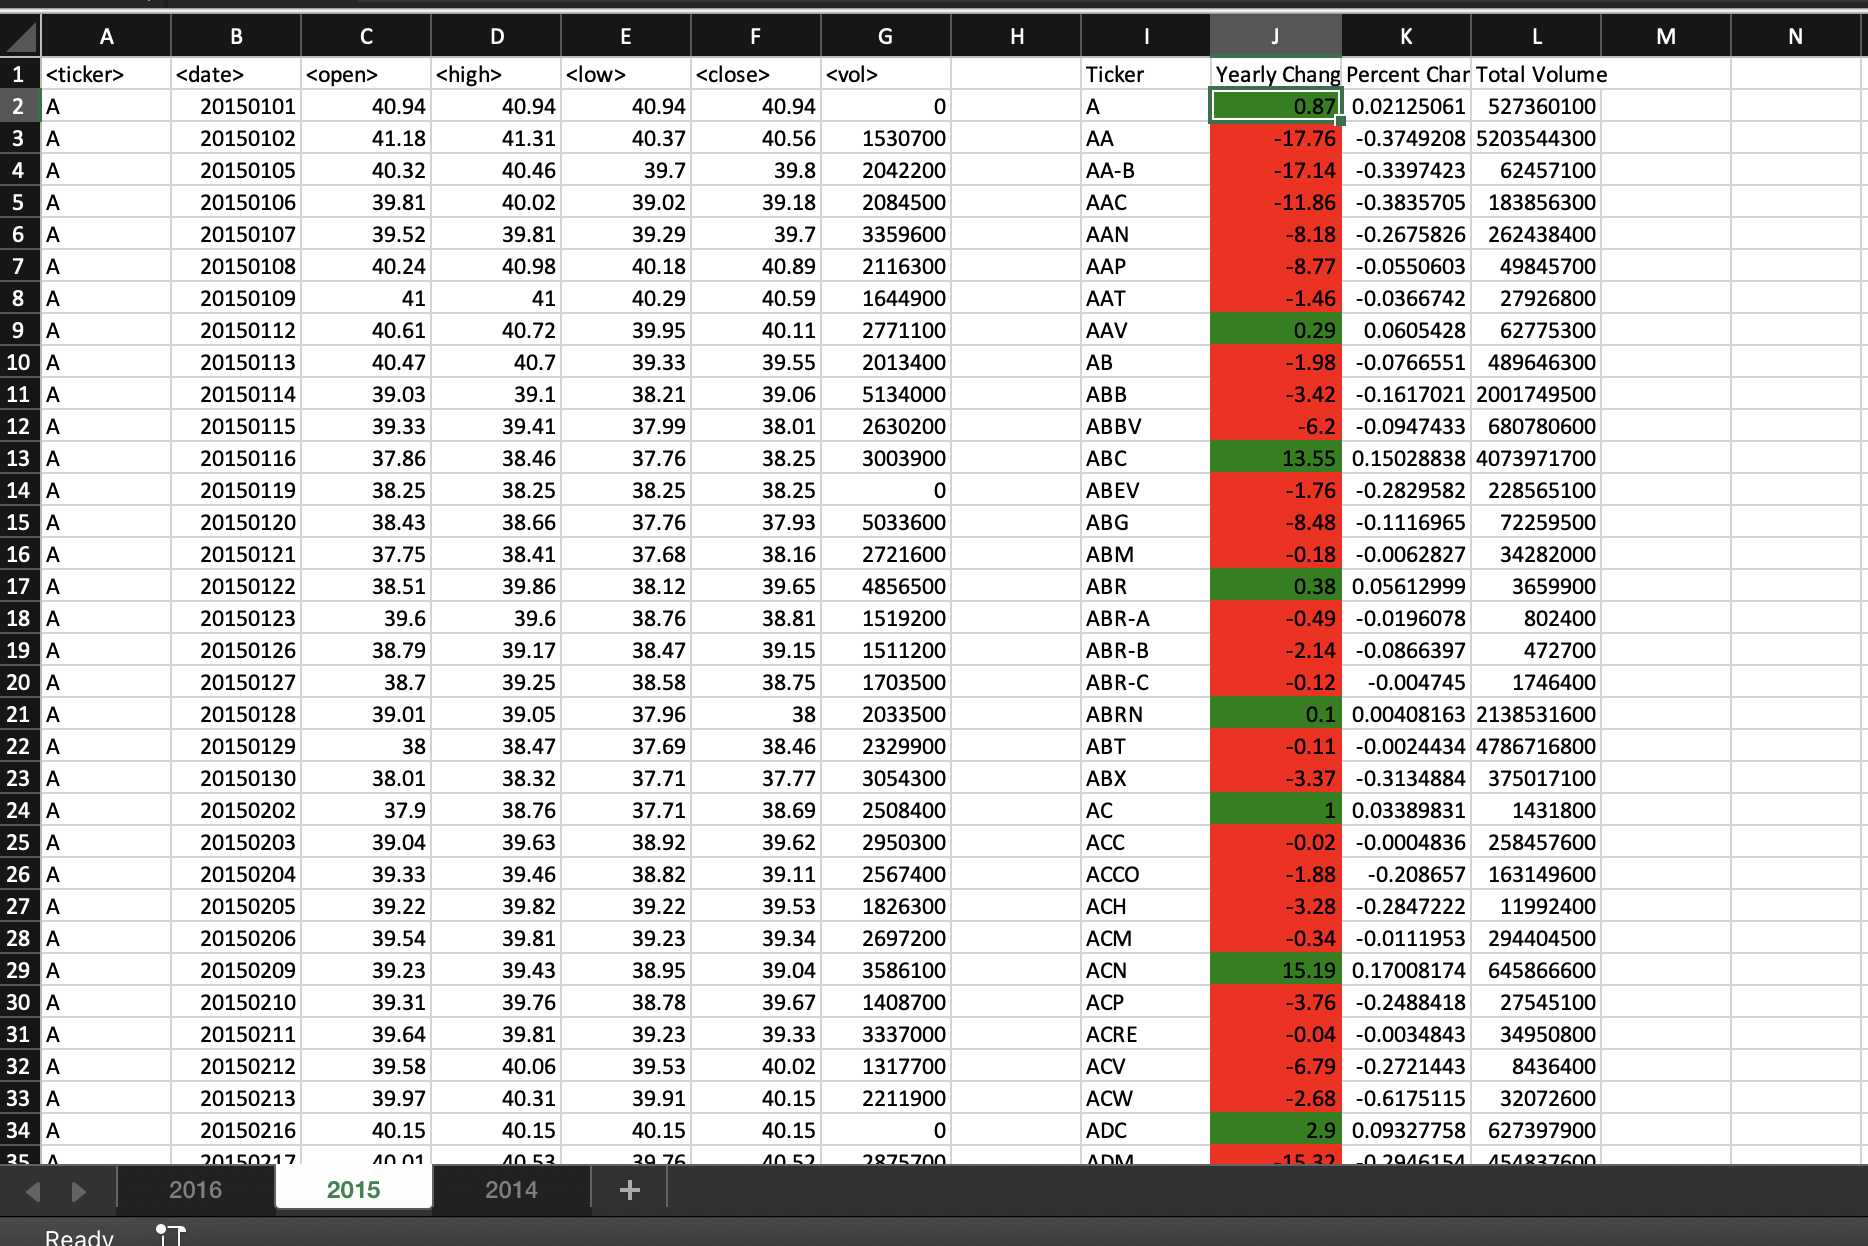 A B C D E F G H I J K L M N
1 <ticker> <date> <open> <high> <low> <close> <vol> Ticker Yearly Chang Percent Char Total Volume
2 A 20150101 40.94 40.94 40.94 40.94 0 A 0.87 0.02125061 527360100
3 A 20150102 41.18 41.31 40.37 40.56 1530700 AA -17.76 -0.3749208 5203544300
4 A 20150105 40.32 40.46 39.7 39.8 2042200 AA-B -17.14 -0.3397423 62457100
5 A 20150106 39.81 40.02 39.02 39.18 2084500 AAC -11.86 -0.3835705 183856300
6 A 20150107 39.52 39.81 39.29 39.7 3359600 AAN -8.18 -0.2675826 262438400
7 A 20150108 40.24 40.98 40.18 40.89 2116300 AAP -8.77 -0.0550603 49845700
8 A 20150109 41 41 40.29 40.59 1644900 AAT -1.46 -0.0366742 27926800
9 A 20150112 40.61 40.72 39.95 40.11 2771100 AAV 0.29 0.0605428 62775300
10 A 20150113 40.47 40.7 39.33 39.55 2013400 AB -1.98 -0.0766551 489646300
11 A 20150114 39.03 39.1 38.21 39.06 5134000 ABB -3.42 -0.1617021 2001749500
12 A 20150115 39.33 39.41 37.99 38.01 2630200 ABBV -6.2 -0.0947433 680780600
13 A 20150116 37.86 38.46 37.76 38.25 3003900 ABC 13.55 0.15028838 4073971700
14 A 20150119 38.25 38.25 38.25 38.25 0 ABEV -1.76 -0.2829582 228565100
15 A 20150120 38.43 38.66 37.76 37.93 5033600 ABG -8.48 -0.1116965 72259500
16 A 20150121 37.75 38.41 37.68 38.16 2721600 ABM -0.18 -0.0062827 34282000
17 A 20150122 38.51 39.86 38.12 39.65 4856500 ABR 0.38 0.05612999 3659900
18 A 20150123 39.6 39.6 38.76 38.81 1519200 ABR-A -0.49 -0.0196078 802400
19 A 20150126 38.79 39.17 38.47 39.15 1511200 ABR-B -2.14 -0.0866397 472700
20 A 20150127 38.7 39.25 38.58 38.75 1703500 ABR-C -0.12 -0.004745 1746400
21 A 20150128 39.01 39.05 37.96 38 2033500 ABRN 0.1 0.00408163 2138531600
22 A 20150129 38 38.47 37.69 38.46 2329900 ABT -0.11 -0.0024434 4786716800
23 A 20150130 38.01 38.32 37.71 37.77 3054300 ABX -3.37 -0.3134884 375017100
24 A 20150202 37.9 38.76 37.71 38.69 2508400 AC 1 0.03389831 1431800
25 A 20150203 39.04 39.63 38.92 39.62 2950300 ACC -0.02 -0.0004836 258457600
26 A 20150204 39.33 39.46 38.82 39.11 2567400 ACCO -1.88 -0.208657 163149600
27 A 20150205 39.22 39.82 39.22 39.53 1826300 ACH -3.28 -0.2847222 11992400
28 A 20150206 39.54 39.81 39.23 39.34 2697200 ACM -0.34 -0.0111953 294404500
29 A 20150209 39.23 39.43 38.95 39.04 3586100 ACN 15.19 0.17008174 645866600
30 A 20150210 39.31 39.76 38.78 39.67 1408700 ACP -3.76 -0.2488418 27545100
31 A 20150211 39.64 39.81 39.23 39.33 3337000 ACRE -0.04 -0.0034843 34950800
32 A 20150212 39.58 40.06 39.53 40.02 1317700 ACV -6.79 -0.2721443 8436400
33 A 20150213 39.97 40.31 39.91 40.15 2211900 ACW -2.68 -0.6175115 32072600
34 A 20150216 40.15 40.15 40.15 40.15 0 ADC 2.9 0.09327758 627397900
35 A 20150217 40.01 40.53 39.76 40.52 2875700 ADM -15.32 -0.2946154 454837600
2016 2015 2014
Ready